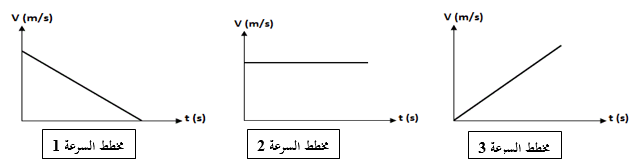 V (m/s)
t (s)
مخطط السرعة 1
V (m/s)
t (s)
مخطط السرعة 2
V (m/s)
t (s)
مخطط السرعة 3